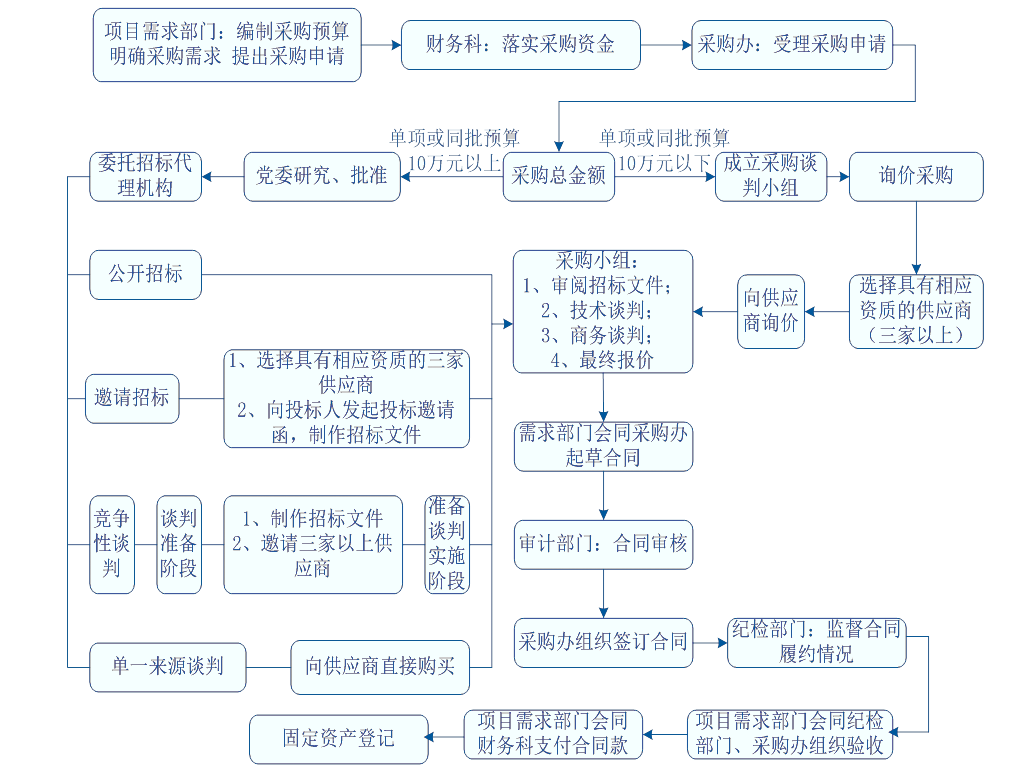 项目需求部门：编制采购预算
明确采购需求 提出采购申请
财务科：落实采购资金
采购办：受理采购申请
单项或同批预算
10万元以上
单项或同批预算
10万元以下
委托招标代
理机构
党委研究、批准
采购总金额
成立采购谈
判小组
询价采购
公开招标
采购小组：
1、审阅招标文件；
2、技术谈判；
3、商务谈判；
4、最终报价
向供应
商询价
选择具有相应
资质的供应商
（三家以上）
邀请招标
1、选择具有相应资质的三家
供应商
2、向投标人发起投标邀请
函，制作招标文件
需求部门会同采购办
起草合同
竞争
性谈
判
谈判
准备
阶段
1、制作招标文件
2、邀请三家以上供
应商
准备
谈判
实施
阶段
审计部门：合同审核
采购办组织签订合同
纪检部门：监督合同
履约情况
单一来源谈判
向供应商直接购买
固定资产登记
项目需求部门会同
财务科支付合同款
项目需求部门会同纪检
部门、采购办组织验收